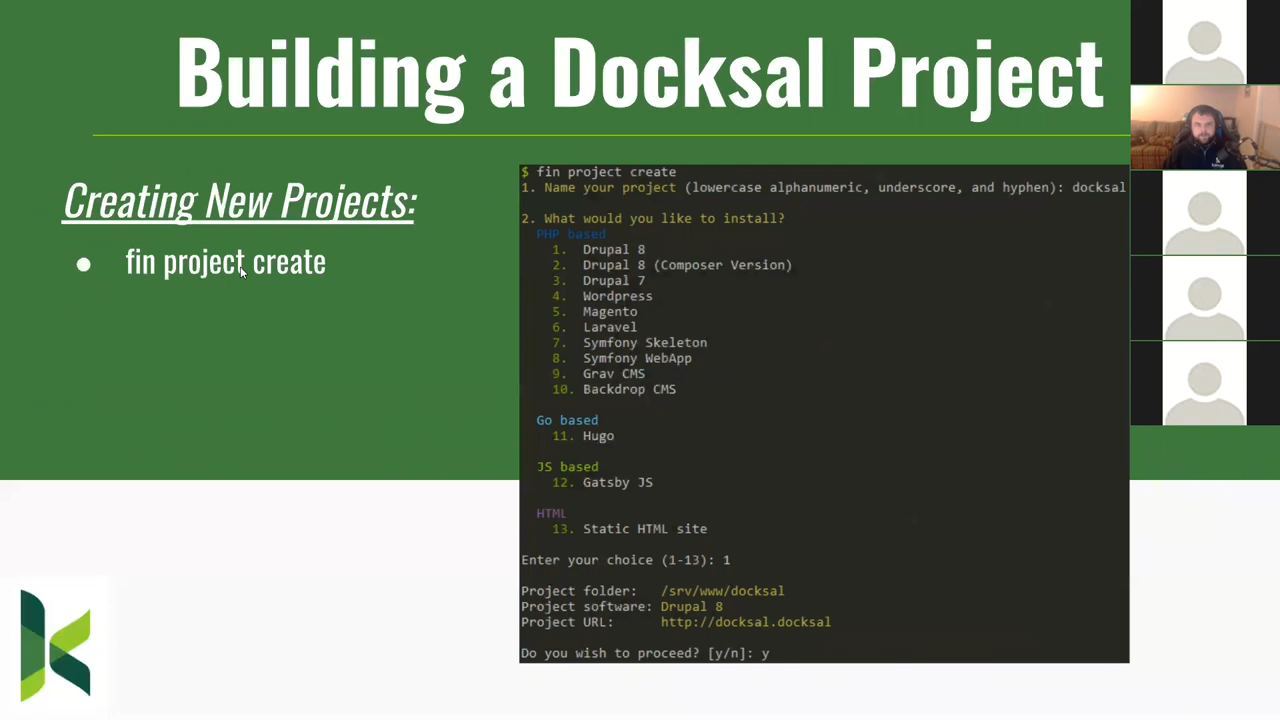 Building a Docksal Project
Creating New Projects:
● fin project create
$ fin project create
1. Name your project (lowercase alphanumeric, underscore, and hyphen): docksal
2. What would you like to install?
PHP based
1. Drupal 8
2. Drupal 8 (Composer Version)
3. Drupal 7
4. Wordpress
5. Magento
6. Laravel
7. Symfony Skeleton
8. Symfony WebApp
9. Grav CMS
10. Backdrop CMS
Go based
11. Hugo
JS based
12. Gatsby JS
HTML
13. Static HTML site
Enter your choice (1-13): 1
Project folder: /srv/www/docksal
Project software: Drupal 8
Project URL: http://docksal.docksal
Do you wish to proceed? [y/n]: y